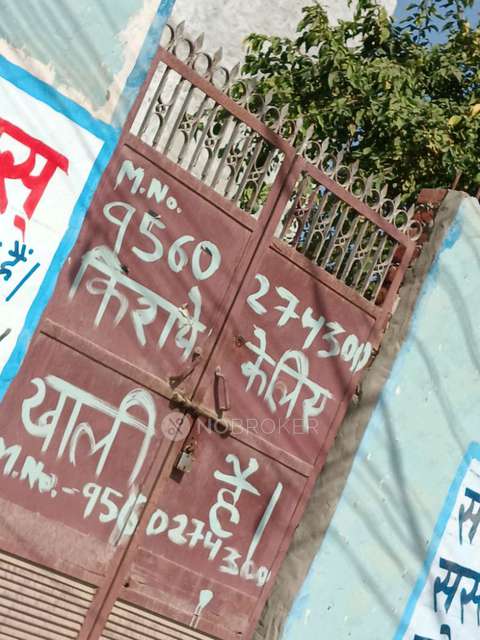 M.No.
9560 274300
किराये केलिए
खाली है।
M.No.-9560274300
NOBROKER
स